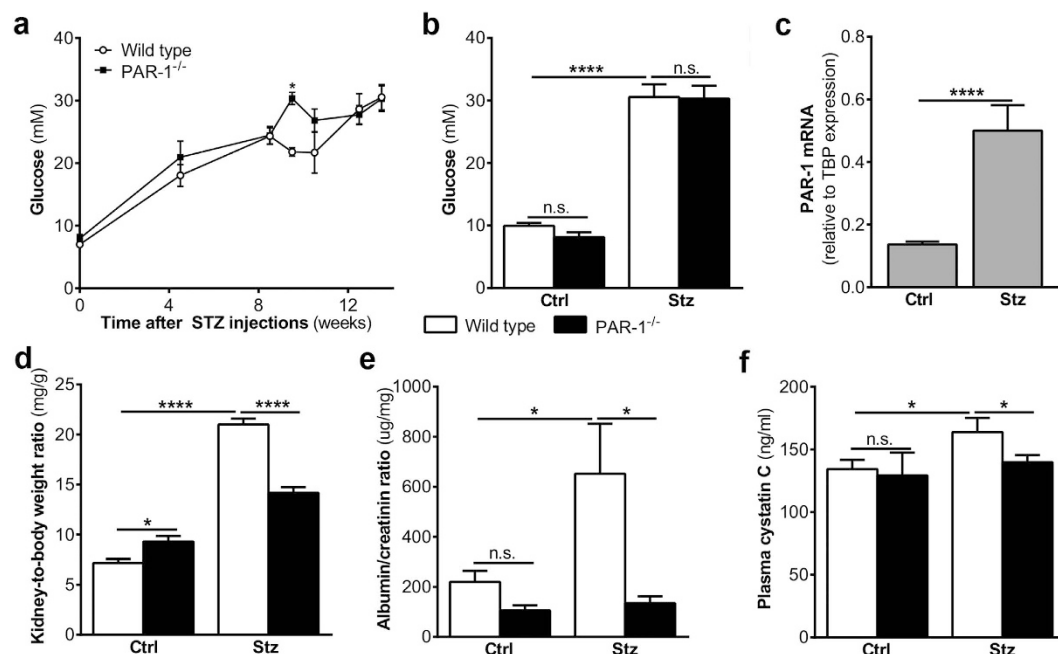 a
40
30
20
10
0
Glucose (mM)
Wild type
PAR-1-/-
*
0
4
8
12
Time after STZ injections (weeks)
b
40
30
20
10
0
Glucose (mM)
****
n.s.
n.s.
Ctrl
Stz
c
0.8
0.6
0.4
0.2
0.0
PAR-1 mRNA
(relative to TBP expression)
****
Ctrl
Stz
Wild type
PAR-1-/-
d
25
20
15
10
5
0
Kidney-to-body weight ratio (mg/g)
****
****
*
Ctrl
Stz
e
1000
800
600
400
200
0
Albumin/creatinin ratio (ug/mg)
*
*
n.s.
Ctrl
Stz
f
200
150
100
50
0
Plasma cystatin C (ng/ml)
*
*
n.s.
Ctrl
Stz